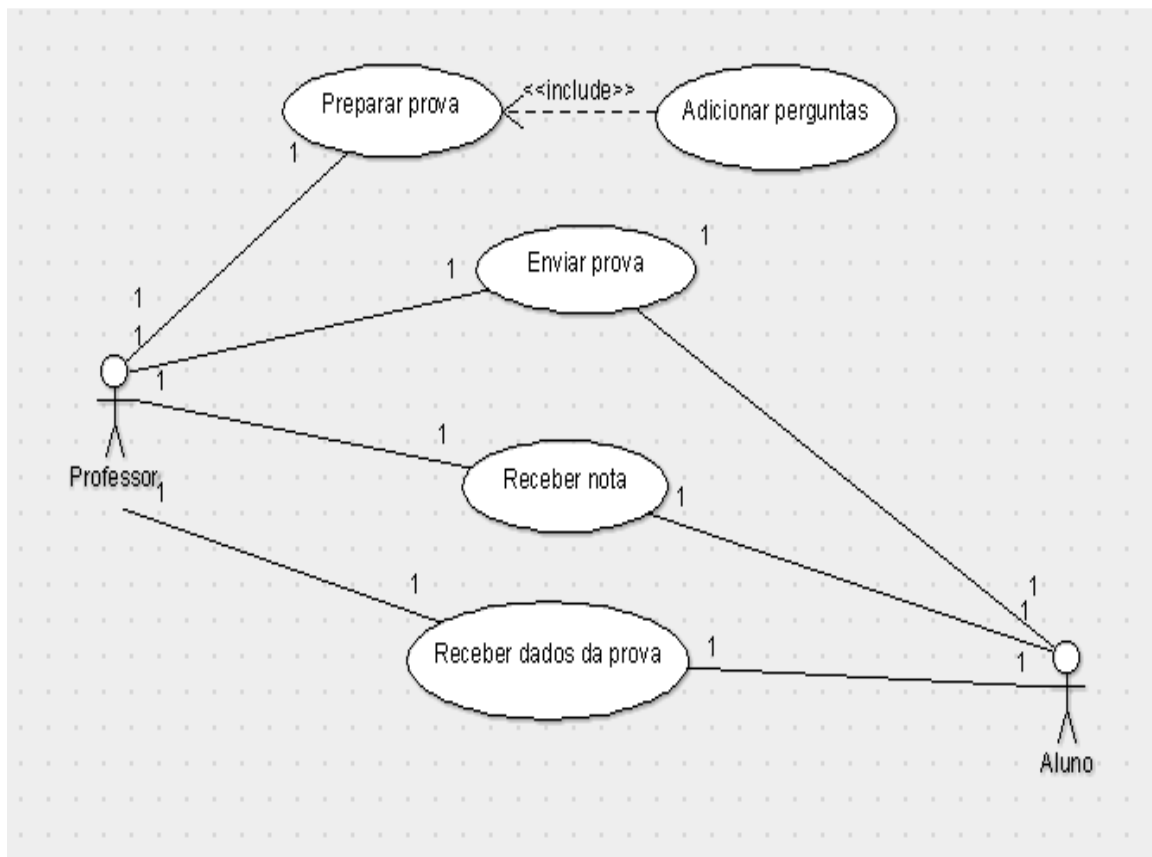 <<include>>
Preparar prova
Adicionar perguntas
1
1
Enviar prova
1
1
1
1
Professor
1
1
Receber nota
1
1
1
Receber dados da prova
1
1
1
1
Aluno